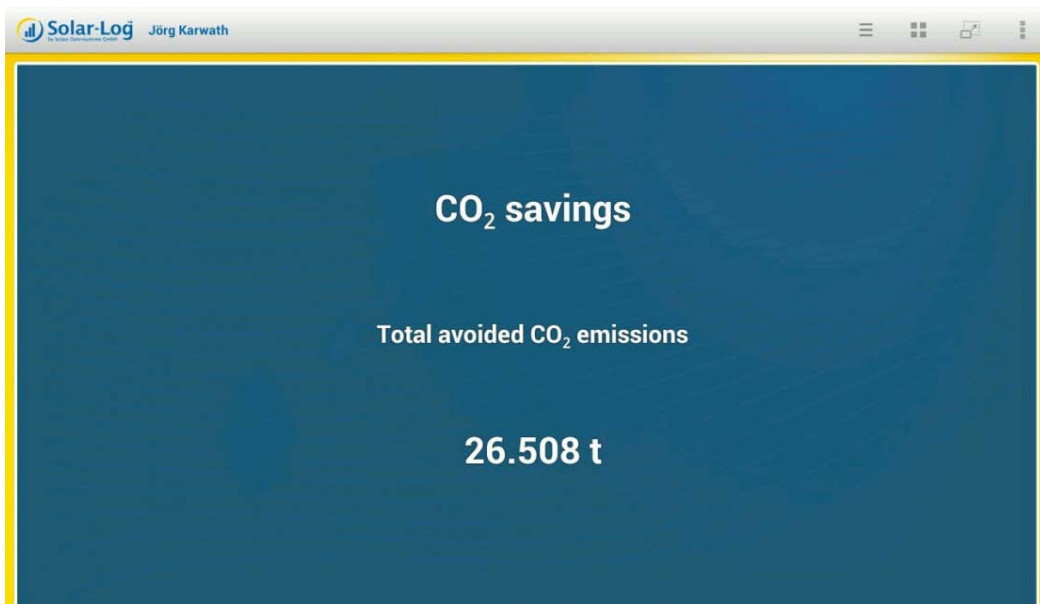 Solar-Log Jörg Karwath
CO₂ savings
Total avoided CO₂ emissions
26.508 t